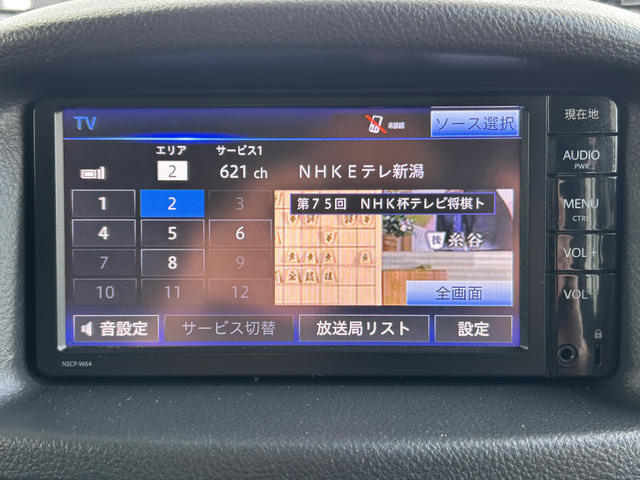 TV
未接続
ソース選択
エリア
2
サービス1
621 ch
NHKEテレ新潟
1
2
3
4
5
6
7
8
9
10
11
12
第75回 NHK杯テレビ将棋ト
糸谷
全画面
音設定
サービス切替
放送局リスト
設定
現在地
AUDIO
PWR
MENU
VOL +
VOL-
NSCP-W64